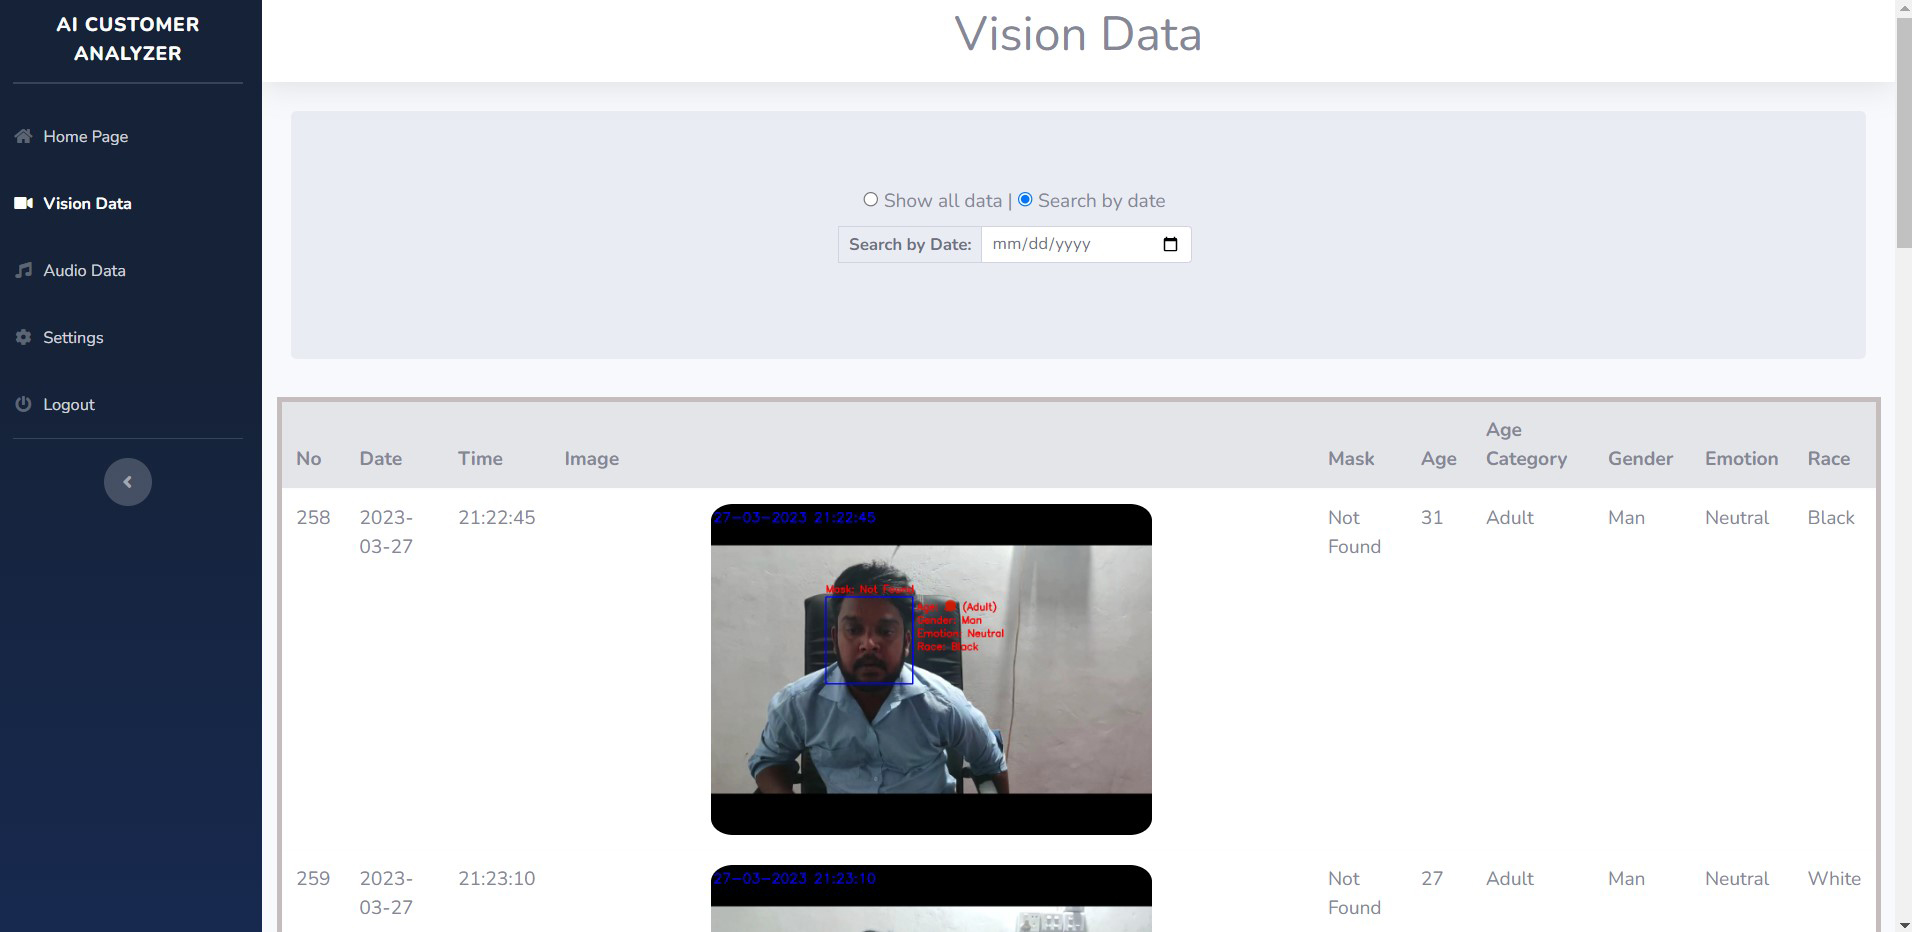 AI CUSTOMER
ANALYZER
Home Page
Vision Data
Audio Data
Settings
Logout
Vision Data
Show all data | Search by date
Search by Date: mm/dd/yyyy
No Date Time Image Mask Age Age Category Gender Emotion Race
258 2023-03-27 21:22:45 Not Found 31 Adult Man Neutral Black
27-03-2023 21:22:45
Mask: Not Found
Age: (Adult)
Gender: Man
Emotion: Neutral
Race: Black
259 2023-03-27 21:23:10 Not Found 27 Adult Man Neutral White
27-03-2023 21:23:10